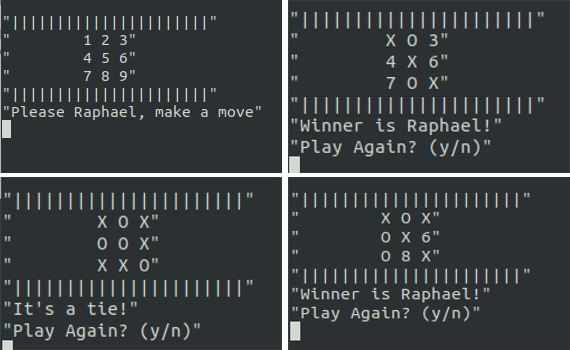 "||||||||||||||||||||||"
"        1 2 3"
"        4 5 6"
"        7 8 9"
"||||||||||||||||||||||"
"Please Raphael, make a move"
"||||||||||||||||||||||"
"        X O 3"
"        4 X 6"
"        7 O X"
"||||||||||||||||||||||"
"Winner is Raphael!"
"Play Again? (y/n)"
"||||||||||||||||||||||"
"        X O X"
"        O O X"
"        X X O"
"||||||||||||||||||||||"
"It's a tie!"
"Play Again? (y/n)"
"||||||||||||||||||||||"
"        X O X"
"        O X 6"
"        O 8 X"
"||||||||||||||||||||||"
"Winner is Raphael!"
"Play Again? (y/n)"